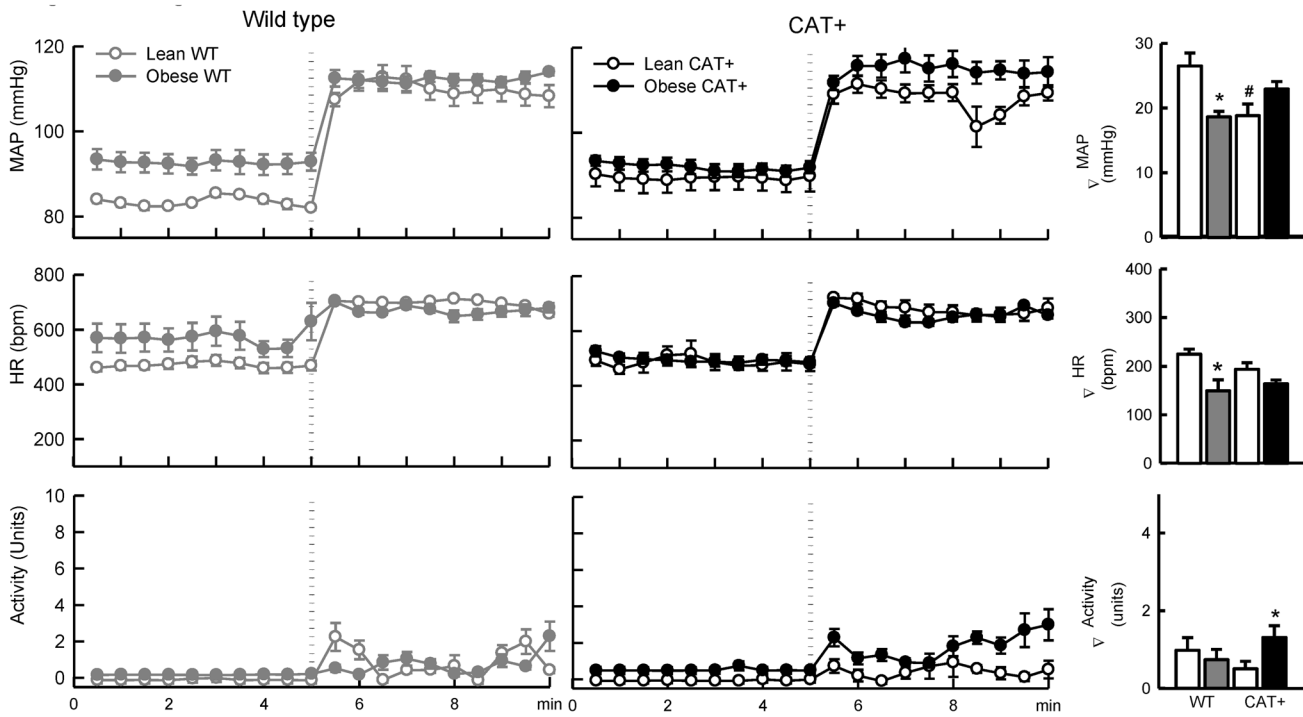 Wild type
CAT+
Lean WT
Obese WT
Lean CAT+
Obese CAT+
MAP (mmHg)
120
100
80
∇ MAP
(mmHg)
30
20
10
0
*
#
HR (bpm)
800
600
400
200
∇ HR
(bpm)
400
300
200
100
0
*
Activity (Units)
10
8
6
4
2
0
0
2
4
6
8
min
0
2
4
6
8
min
∇ Activity
(units)
4
2
0
*
WT
CAT+